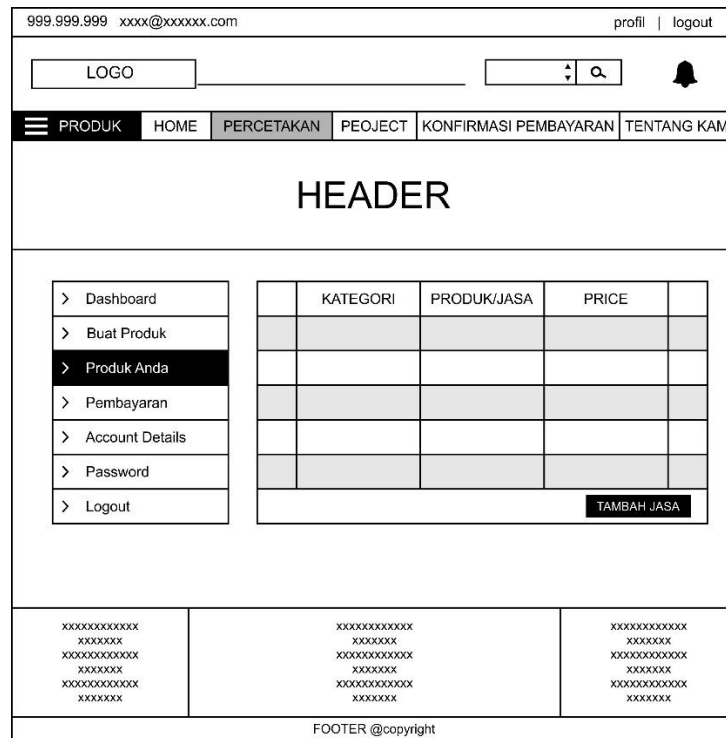 999.999.999 xxxx@xxxxxx.com profil | logout
LOGO
PRODUK HOME PERCETAKAN PEOJECT KONFIRMASI PEMBAYARAN TENTANG KAM
HEADER
Dashboard
Buat Produk
Produk Anda
Pembayaran
Account Details
Password
Logout
KATEGORI PRODUK/JASA PRICE
TAMBAH JASA
xxxxxxxxxxxx
xxxxxxx
xxxxxxxxxxxx
xxxxxxx
xxxxxxxxxxxx
xxxxxxx
xxxxxxxxxxxx
xxxxxxx
xxxxxxxxxxxx
xxxxxxx
xxxxxxxxxxxx
xxxxxxx
xxxxxxxxxxxx
xxxxxxx
xxxxxxxxxxxx
xxxxxxx
xxxxxxxxxxxx
xxxxxxx
FOOTER @copyright